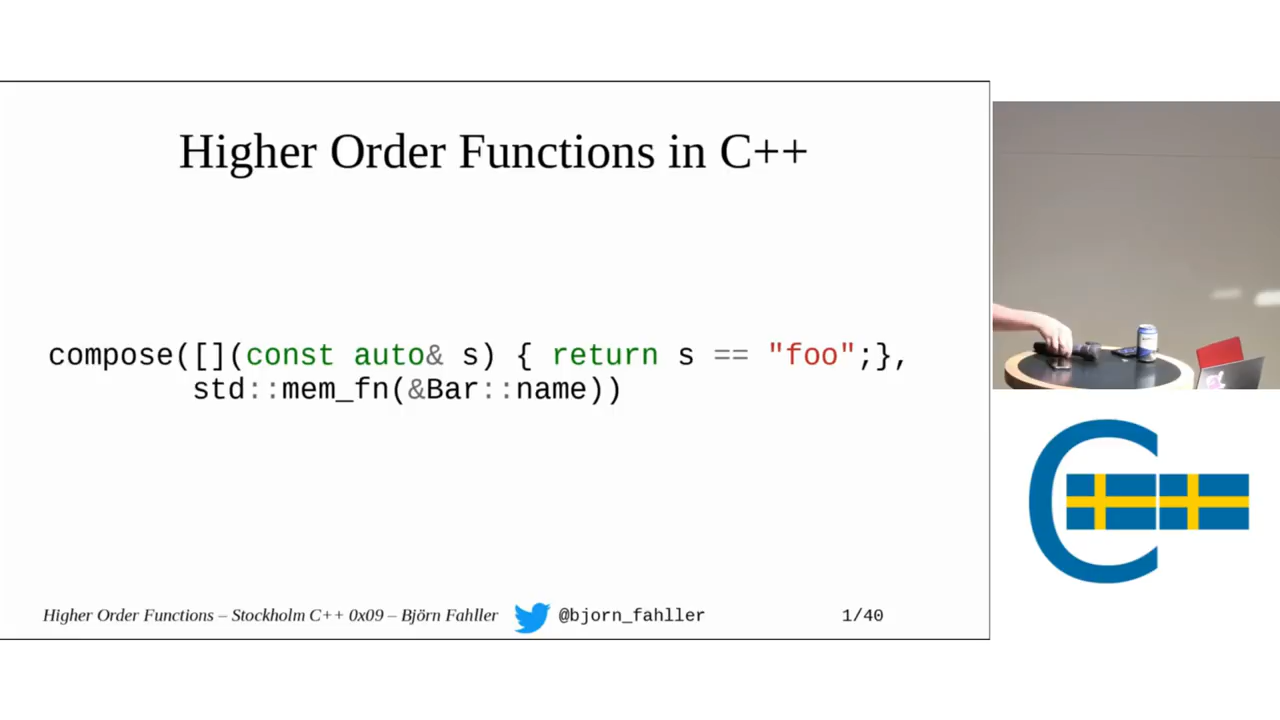 Higher Order Functions in C++
compose([](const auto& s) { return s == "foo";},
std::mem_fn(&Bar::name))
Higher Order Functions – Stockholm C++ 0x09 – Björn Fahller
@bjorn_fahller
1/40
C++